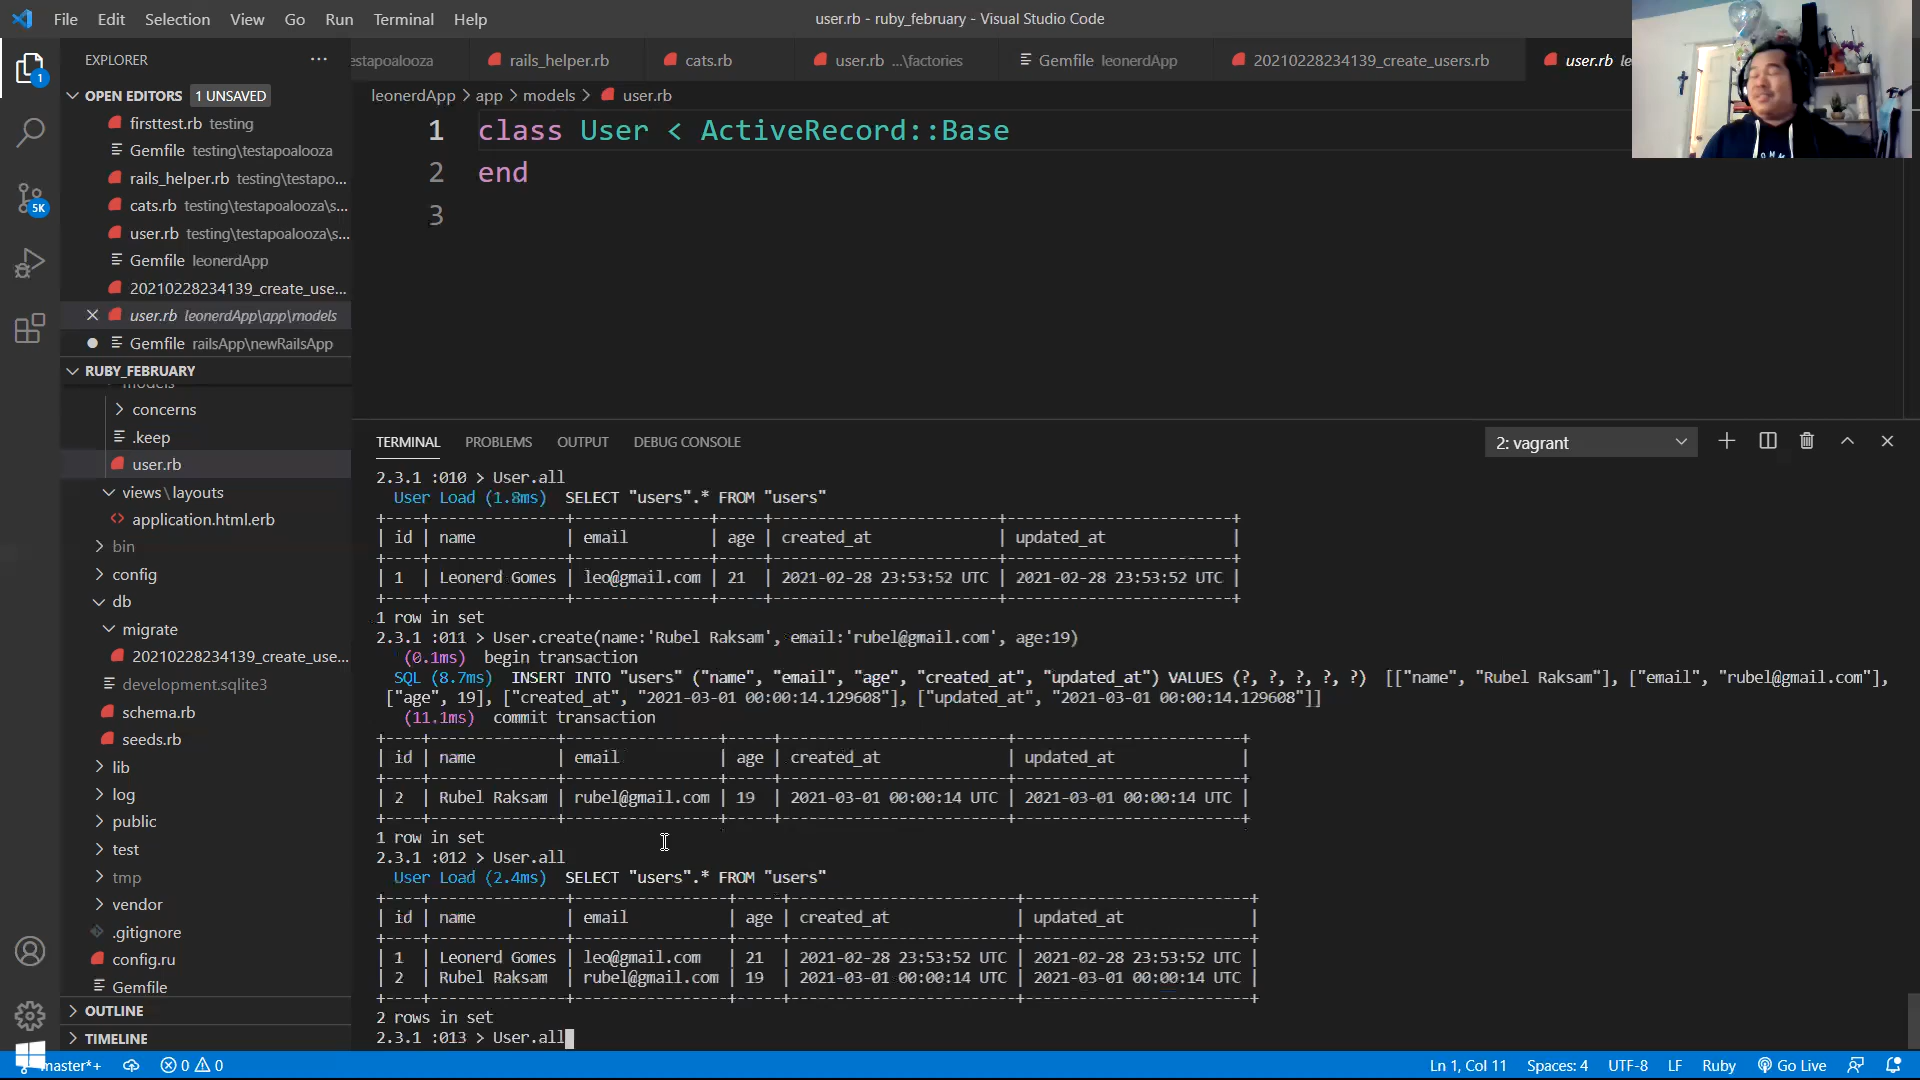 File Edit Selection View Go Run Terminal Help
user.rb - ruby_february - Visual Studio Code
EXPLORER
OPEN EDITORS 1 UNSAVED
firsttest.rb testing
Gemfile testing\testapoalooza
rails_helper.rb testing\testapo...
cats.rb testing\testapoalooza\s...
user.rb testing\testapoalooza\s...
Gemfile leonerdApp
20210228234139_create_use...
user.rb leonerdApp\app\models
Gemfile railsApp\newRailsApp
RUBY_FEBRUARY
models
concerns
.keep
user.rb
views\layouts
application.html.erb
bin
config
db
migrate
20210228234139_create_use...
development.sqlite3
schema.rb
seeds.rb
lib
log
public
test
tmp
vendor
.gitignore
config.ru
Gemfile
OUTLINE
TIMELINE
1
5K
estapoalooza rails_helper.rb cats.rb user.rb ...\factories Gemfile leonerdApp 20210228234139_create_users.rb user.rb le
leonerdApp > app > models > user.rb
1 class User < ActiveRecord::Base
2 end
3
TERMINAL PROBLEMS OUTPUT DEBUG CONSOLE 2: vagrant
2.3.1 :010 > User.all
User Load (1.8ms) SELECT "users".* FROM "users"
+----+---------------+---------------+-----+-------------------------+-------------------------+
| id | name | email | age | created_at | updated_at |
+----+---------------+---------------+-----+-------------------------+-------------------------+
| 1 | Leonerd Gomes | leo@gmail.com | 21 | 2021-02-28 23:53:52 UTC | 2021-02-28 23:53:52 UTC |
+----+---------------+---------------+-----+-------------------------+-------------------------+
1 row in set
2.3.1 :011 > User.create(name:'Rubel Raksam', email:'rubel@gmail.com', age:19)
(0.1ms) begin transaction
SQL (8.7ms) INSERT INTO "users" ("name", "email", "age", "created_at", "updated_at") VALUES (?, ?, ?, ?, ?) [["name", "Rubel Raksam"], ["email", "rubel@gmail.com"],
["age", 19], ["created_at", "2021-03-01 00:00:14.129608"], ["updated_at", "2021-03-01 00:00:14.129608"]]
(11.1ms) commit transaction
+----+--------------+-----------------+-----+-------------------------+-------------------------+
| id | name | email | age | created_at | updated_at |
+----+--------------+-----------------+-----+-------------------------+-------------------------+
| 2 | Rubel Raksam | rubel@gmail.com | 19 | 2021-03-01 00:00:14 UTC | 2021-03-01 00:00:14 UTC |
+----+--------------+-----------------+-----+-------------------------+-------------------------+
1 row in set
2.3.1 :012 > User.all
User Load (2.4ms) SELECT "users".* FROM "users"
+----+---------------+-----------------+-----+-------------------------+-------------------------+
| id | name | email | age | created_at | updated_at |
+----+---------------+-----------------+-----+-------------------------+-------------------------+
| 1 | Leonerd Gomes | leo@gmail.com | 21 | 2021-02-28 23:53:52 UTC | 2021-02-28 23:53:52 UTC |
| 2 | Rubel Raksam | rubel@gmail.com | 19 | 2021-03-01 00:00:14 UTC | 2021-03-01 00:00:14 UTC |
+----+---------------+-----------------+-----+-------------------------+-------------------------+
2 rows in set
2.3.1 :013 > User.all
master*+ 0 0 Ln 1, Col 11 Spaces: 4 UTF-8 LF Ruby Go Live